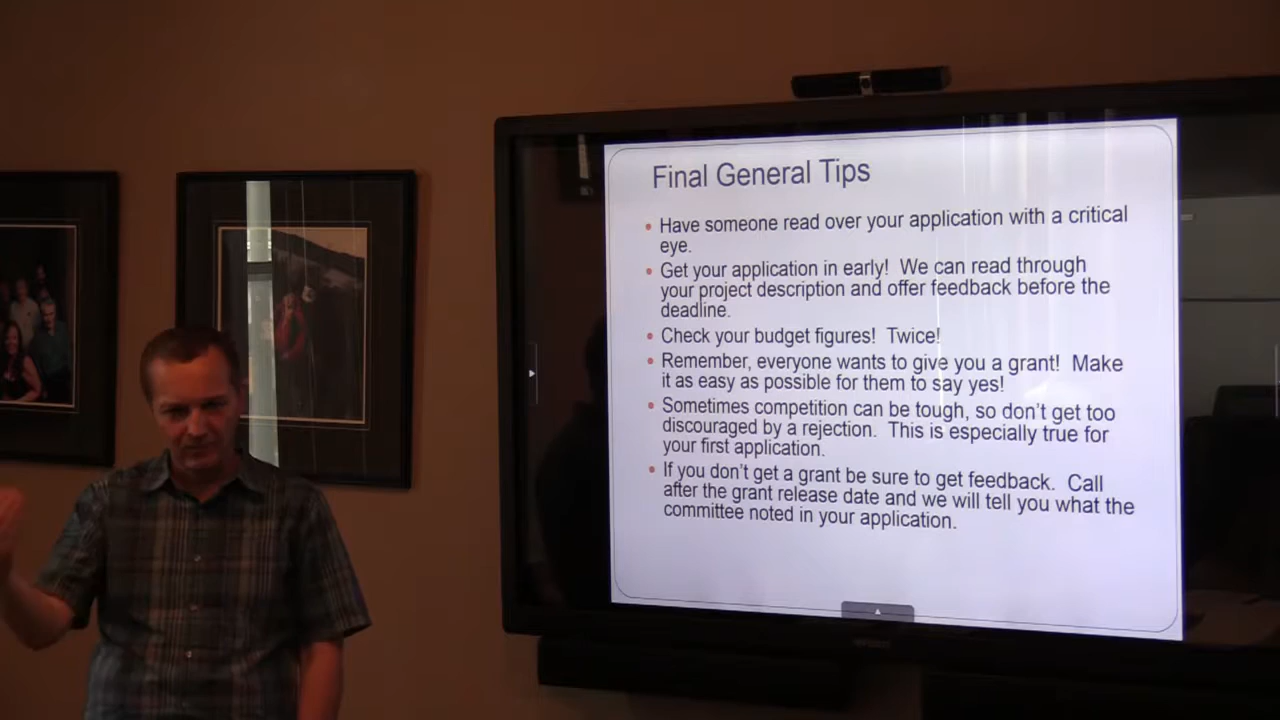 Final General Tips
• Have someone read over your application with a critical
eye.
• Get your application in early!  We can read through
your project description and offer feedback before the
deadline.
• Check your budget figures!  Twice!
• Remember, everyone wants to give you a grant!  Make
it as easy as possible for them to say yes!
• Sometimes competition can be tough, so don't get too
discouraged by a rejection.  This is especially true for
your first application.
• If you don't get a grant be sure to get feedback.  Call
after the grant release date and we will tell you what the
committee noted in your application.